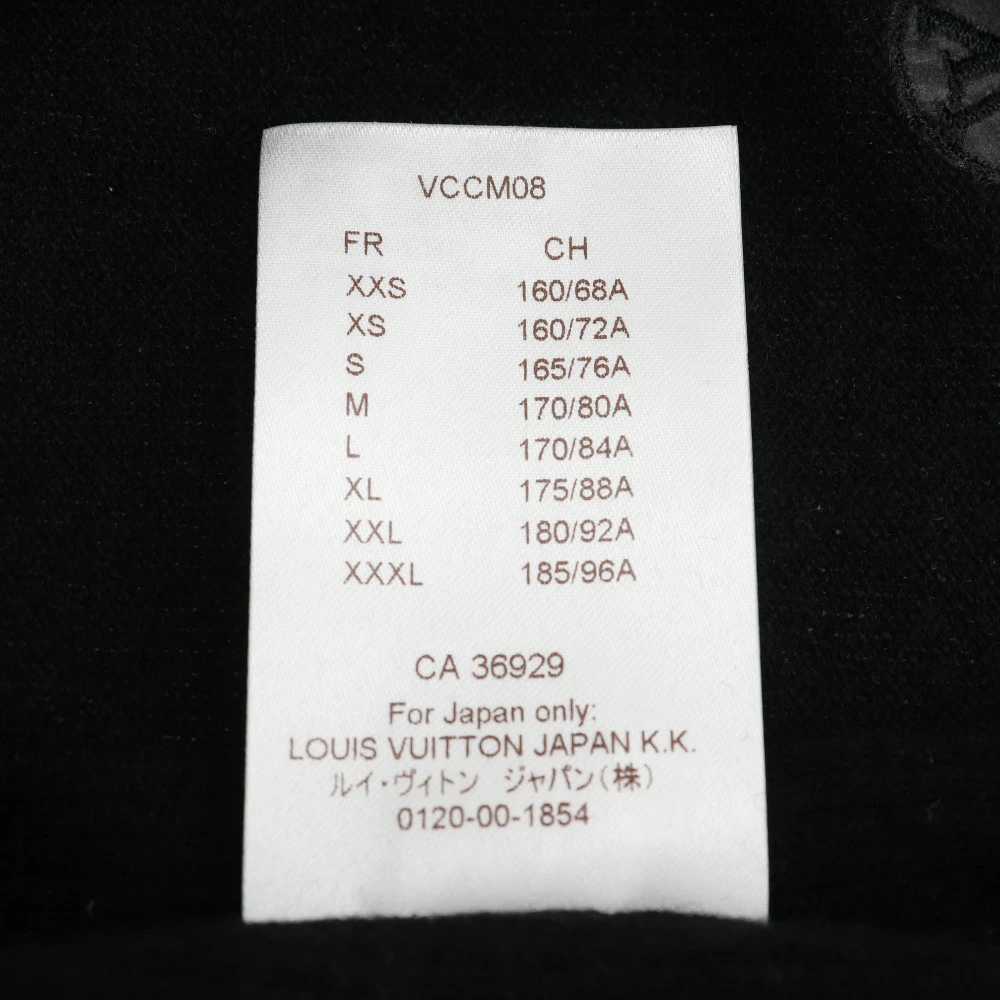 VCCM08
FR CH
XXS 160/68A
XS 160/72A
S 165/76A
M 170/80A
L 170/84A
XL 175/88A
XXL 180/92A
XXXL 185/96A
CA 36929
For Japan only:
LOUIS VUITTON JAPAN K.K.
ルイ・ヴィトン ジャパン(株)
0120-00-1854